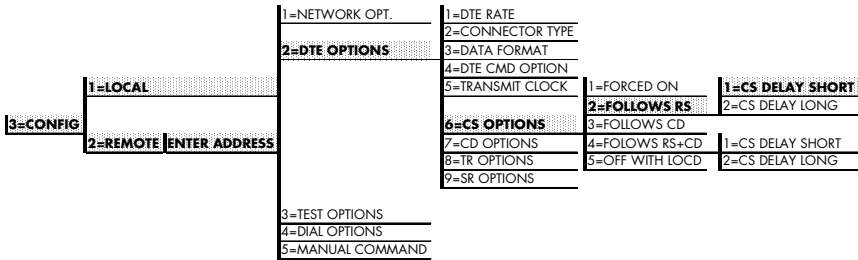 1=NETWORK OPT.
1=DTE RATE
2=CONNECTOR TYPE
2=DTE OPTIONS
3=DATA FORMAT
4=DTE CMD OPTION
1=LOCAL
5=TRANSMIT CLOCK
1=FORCED ON
1=CS DELAY SHORT
2=FOLLOWS RS
2=CS DELAY LONG
3=CONFIG
6=CS OPTIONS
3=FOLLOWS CD
2=REMOTE
ENTER ADDRESS
7=CD OPTIONS
4=FOLOWS RS+CD
1=CS DELAY SHORT
8=TR OPTIONS
5=OFF WITH LOCD
2=CS DELAY LONG
9=SR OPTIONS
3=TEST OPTIONS
4=DIAL OPTIONS
5=MANUAL COMMAND